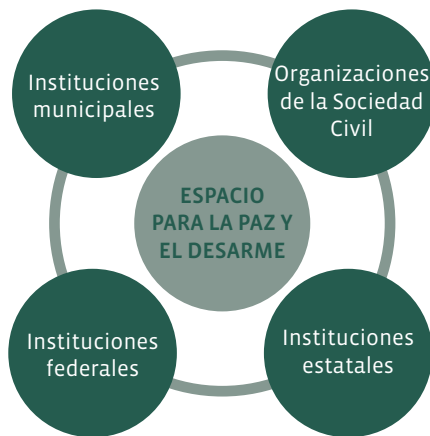 Instituciones
municipales
Organizaciones
de la Sociedad
Civil
ESPACIO
PARA LA PAZ Y
EL DESARME
Instituciones
federales
Instituciones
estatales